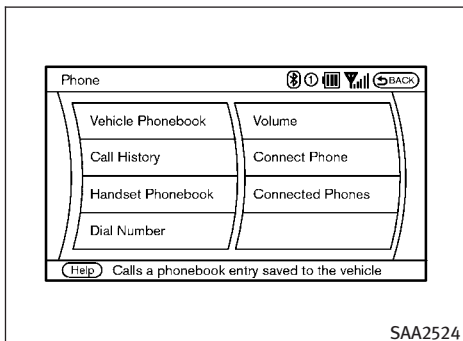 Phone ① BACK
Vehicle Phonebook
Call History
Handset Phonebook
Dial Number
Volume
Connect Phone
Connected Phones
Help Calls a phonebook entry saved to the vehicle
SAA2524